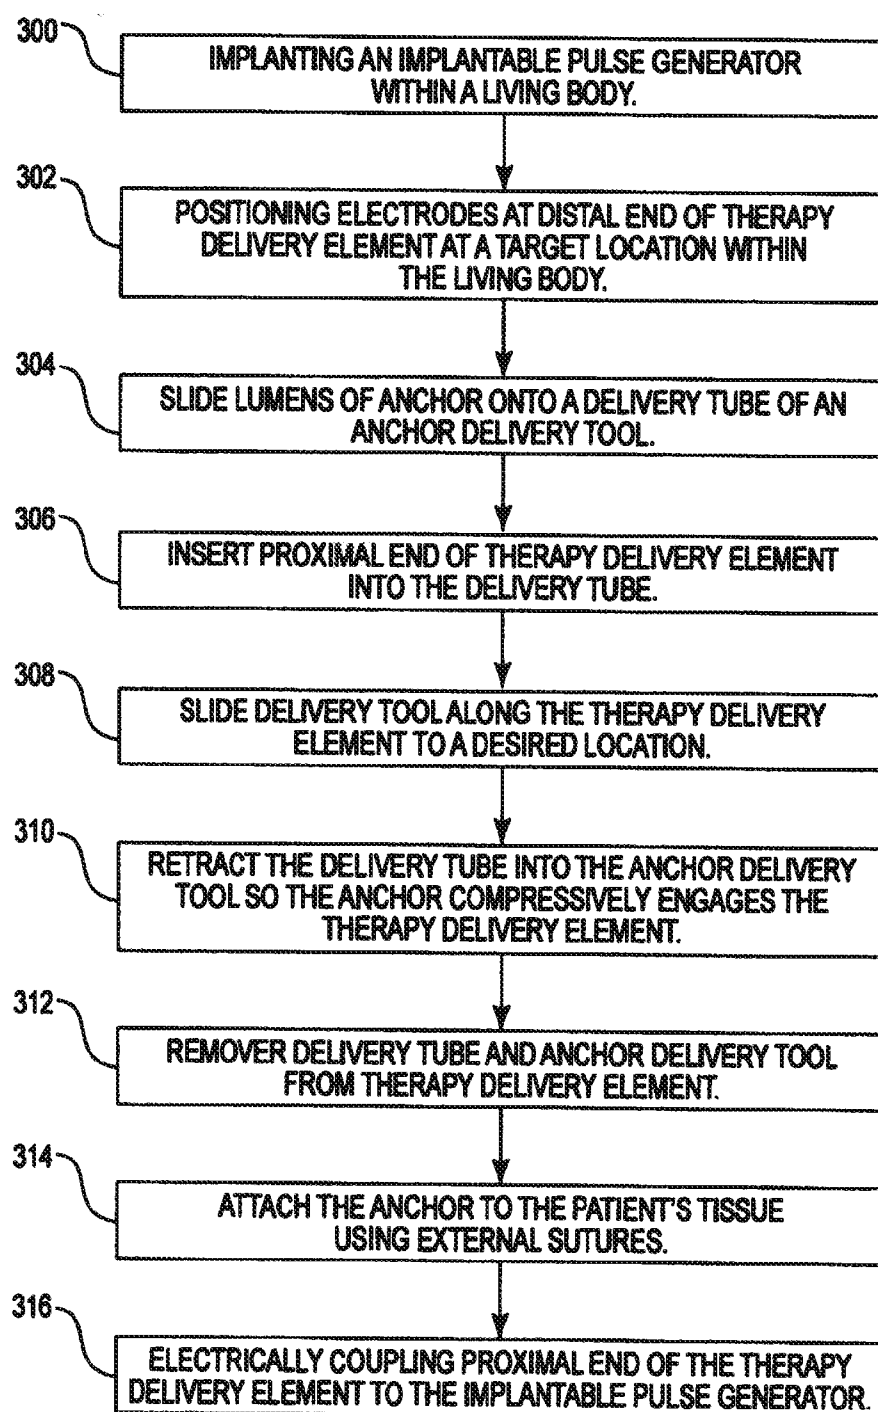 300
IMPLANTING AN IMPLANTABLE PULSE GENERATOR
WITHIN A LIVING BODY.
302
POSITIONING ELECTRODES AT DISTAL END OF THERAPY
DELIVERY ELEMENT AT A TARGET LOCATION WITHIN
THE LIVING BODY.
304
SLIDE LUMENS OF ANCHOR ONTO A DELIVERY TUBE OF AN
ANCHOR DELIVERY TOOL.
306
INSERT PROXIMAL END OF THERAPY DELIVERY ELEMENT
INTO THE DELIVERY TUBE.
308
SLIDE DELIVERY TOOL ALONG THE THERAPY DELIVERY
ELEMENT TO A DESIRED LOCATION.
310
RETRACT THE DELIVERY TUBE INTO THE ANCHOR DELIVERY
TOOL SO THE ANCHOR COMPRESSIVELY ENGAGES THE
THERAPY DELIVERY ELEMENT.
312
REMOVER DELIVERY TUBE AND ANCHOR DELIVERY TOOL
FROM THERAPY DELIVERY ELEMENT.
314
ATTACH THE ANCHOR TO THE PATIENT'S TISSUE
USING EXTERNAL SUTURES.
316
ELECTRICALLY COUPLING PROXIMAL END OF THE THERAPY
DELIVERY ELEMENT TO THE IMPLANTABLE PULSE GENERATOR.